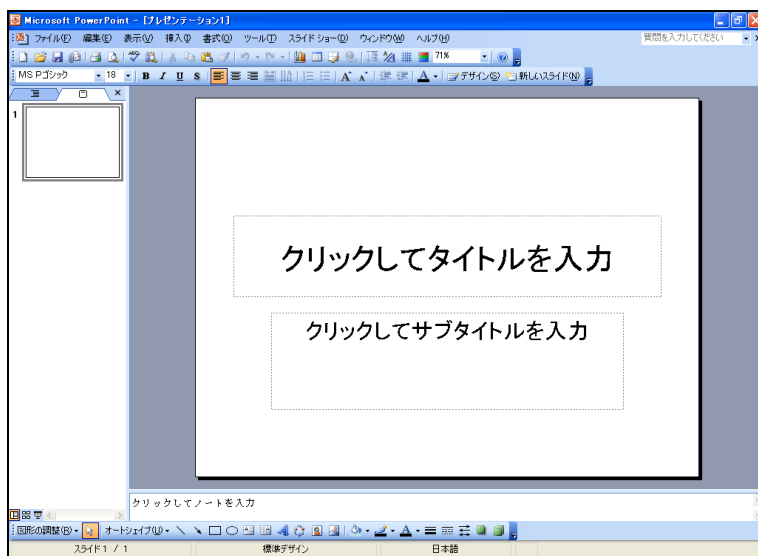 Microsoft PowerPoint - [プレゼンテーション1]
ファイル(F) 編集(E) 表示(V) 挿入(I) 書式(O) ツール(T) スライド ショー(D) ウィンドウ(W) ヘルプ(H) 質問を入力してください
71%
MS Pゴシック 18 B I U S A A A デザイン(S) 新しいスライド(N)
1
クリックしてタイトルを入力
クリックしてサブタイトルを入力
クリックしてノートを入力
図形の調整(R) オートシェイプ(U) A
スライド 1 / 1 標準デザイン 日本語